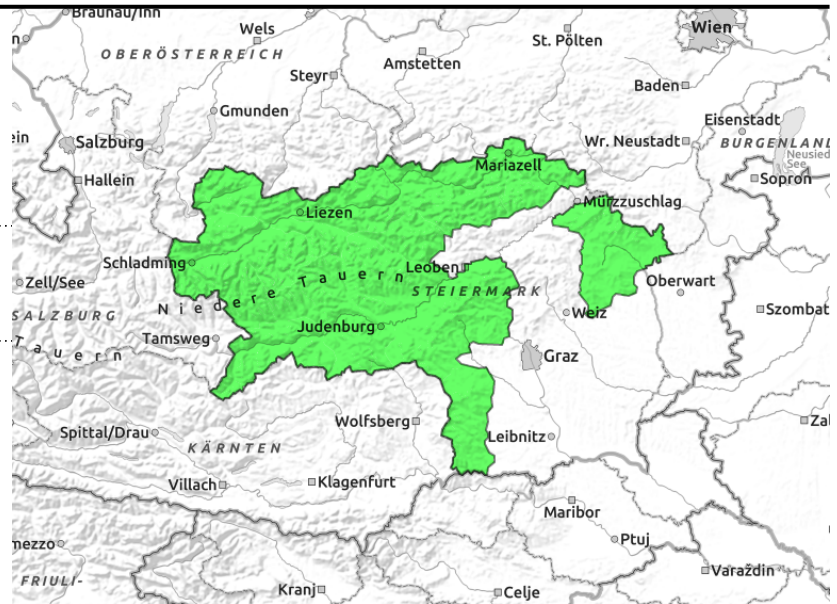 Braunau/Inn
Wels
Wien
OBERÖSTERREICH
St. Pölten
Amstetten
Steyr
Baden
Gmunden
Eisenstadt
Salzburg
Wr. Neustadt
BURGENLAND
Neusied
See
Mariazell
Hallein
Sopron
Mürzzuschlag
Liezen
Schladming
Leoben
Niedere Tauern
STEIERMARK
Zell/See
Oberwart
SALZBURG
Weiz
Szombat
Judenburg
Tamsweg
Tauern
Graz
Wolfsberg
Spittal/Drau
Leibnitz
KÄRNTEN
Villach
Klagenfurt
Maribor
Ptuj
mezzo
Varaždin
FRIULI-
Kranj
Celje